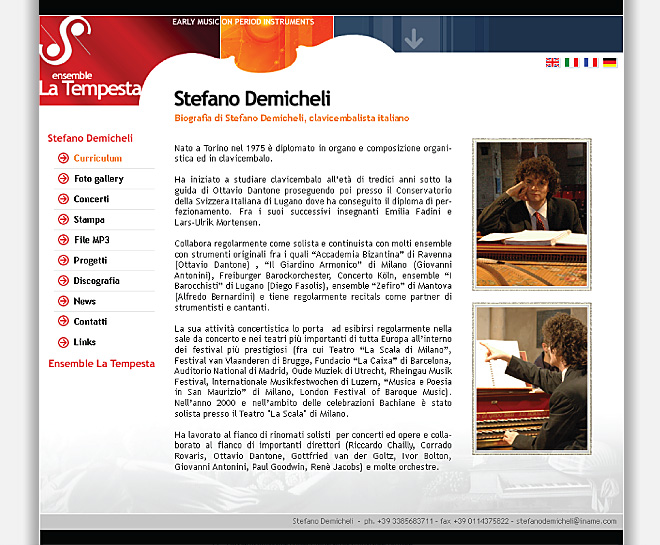 EARLY MUSIC ON PERIOD INSTRUMENTS
ensemble
La Tempesta
Stefano Demicheli
Biografia di Stefano Demicheli, clavicembalista italiano
Stefano Demicheli
Curriculum
Foto gallery
Concerti
Stampa
File MP3
Progetti
Discografia
News
Contatti
Links
Ensemble La Tempesta
Nato a Torino nel 1975 è diplomato in organo e composizione organi-
stica ed in clavicembalo.
Ha iniziato a studiare clavicembalo all'età di tredici anni sotto la
guida di Ottavio Dantone proseguendo poi presso il Conservatorio
della Svizzera Italiana di Lugano dove ha conseguito il diploma di per-
fezionamento. Fra i suoi successivi insegnanti Emilia Fadini e
Lars-Ulrik Mortensen.
Collabora regolarmente come solista e continuista con molti ensemble
con strumenti originali fra i quali “Accademia Bizantina” di Ravenna
(Ottavio Dantone) , “Il Giardino Armonico” di Milano (Giovanni
Antonini), Freiburger Barockorchester, Concerto Köln, ensemble “I
Barocchisti” di Lugano (Diego Fasolis), ensemble “Zefiro” di Mantova
(Alfredo Bernardini) e tiene regolarmente recitals come partner di
strumentisti e cantanti.
La sua attività concertistica lo porta ad esibirsi regolarmente nella
sale da concerto e nei teatri più importanti di tutta Europa all'interno
dei festival più prestigiosi (fra cui Teatro “La Scala di Milano”,
Festival van Vlaanderen di Brugge, Fundacio “La Caixa” di Barcelona,
Auditorio National di Madrid, Oude Muziek di Utrecht, Rheingau Musik
Festival, Internationale Musikfestwochen di Luzern, “Musica e Poesia
in San Maurizio” di Milano, London Festival of Baroque Music).
Nell'anno 2000 e nell'ambito delle celebrazioni Bachiane è stato
solista presso il Teatro "La Scala" di Milano.
Ha lavorato al fianco di rinomati solisti per concerti ed opere e colla-
borato al fianco di importanti direttori (Riccardo Chailly, Corrado
Rovaris, Ottavio Dantone, Gottfried van der Goltz, Ivor Bolton,
Giovanni Antonini, Paul Goodwin, Renè Jacobs) e molte orchestre.
Stefano Demicheli - ph. +39 3385683711 - fax +39 0114375822 - stefanodemicheli@iname.com